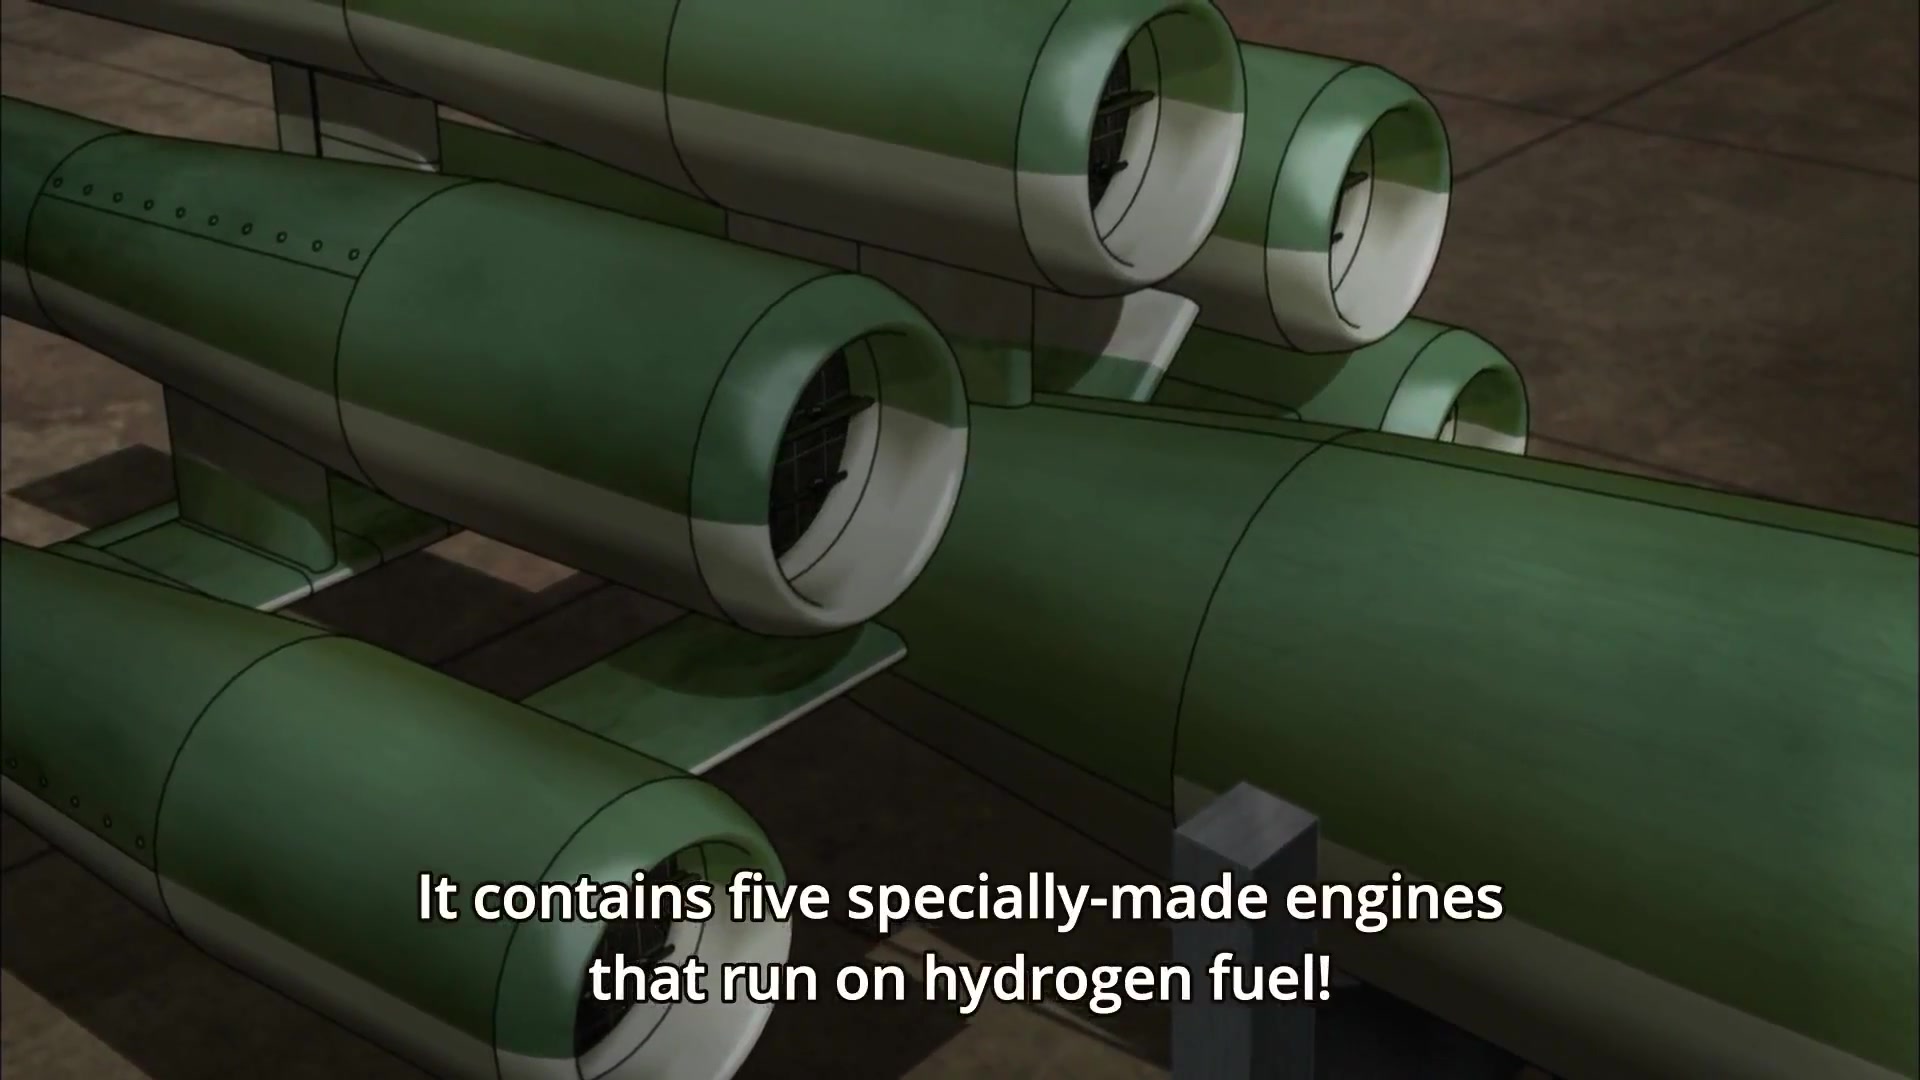 It contains five specially-made engines
that run on hydrogen fuel!